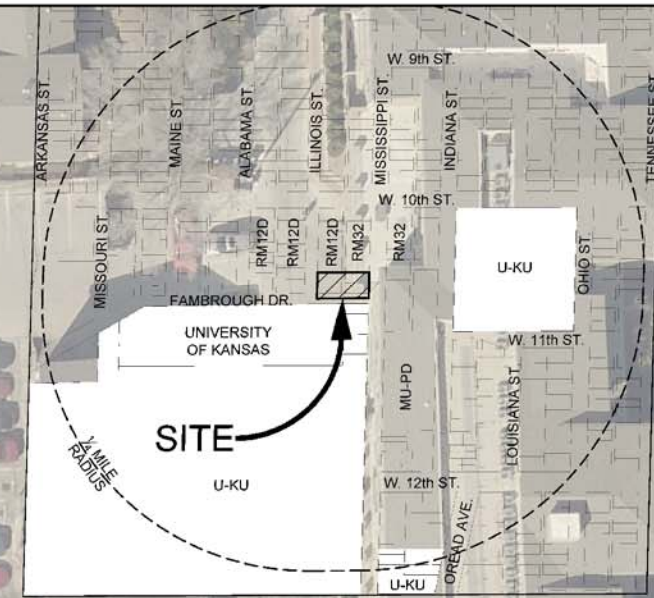 W. 9th ST.
ARKANSAS ST.
MAINE ST.
ALABAMA ST.
ILLINOIS ST.
MISSISSIPPI ST.
INDIANA ST.
TENNESSEE ST.
W. 10th ST.
MISSOURI ST.
RM12D
RM12D
RM12D
RM32
RM32
U-KU
OHIO ST.
FAMBROUGH DR.
UNIVERSITY
OF KANSAS
W. 11th ST.
MU-PD
LOUISIANA ST.
SITE
1/4 MILE
RADIUS
U-KU
W. 12th ST.
OREAD AVE.
U-KU